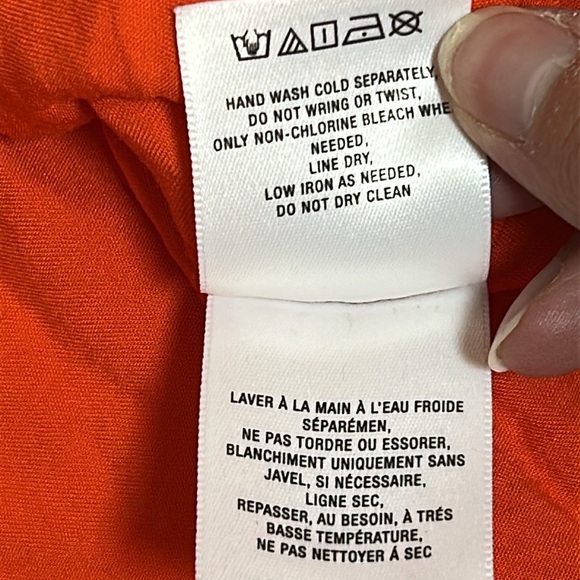 HAND WASH COLD SEPARATELY,
DO NOT WRING OR TWIST,
ONLY NON-CHLORINE BLEACH WHE
NEEDED,
LINE DRY,
LOW IRON AS NEEDED,
DO NOT DRY CLEAN
LAVER À LA MAIN À L'EAU FROIDE
SÉPARÉMEN,
NE PAS TORDRE OU ESSORER,
BLANCHIMENT UNIQUEMENT SANS
JAVEL, SI NÉCESSAIRE,
LIGNE SEC,
REPASSER, AU BESOIN, À TRÉS
BASSE TEMPÉRATURE,
NE PAS NETTOYER Á SEC